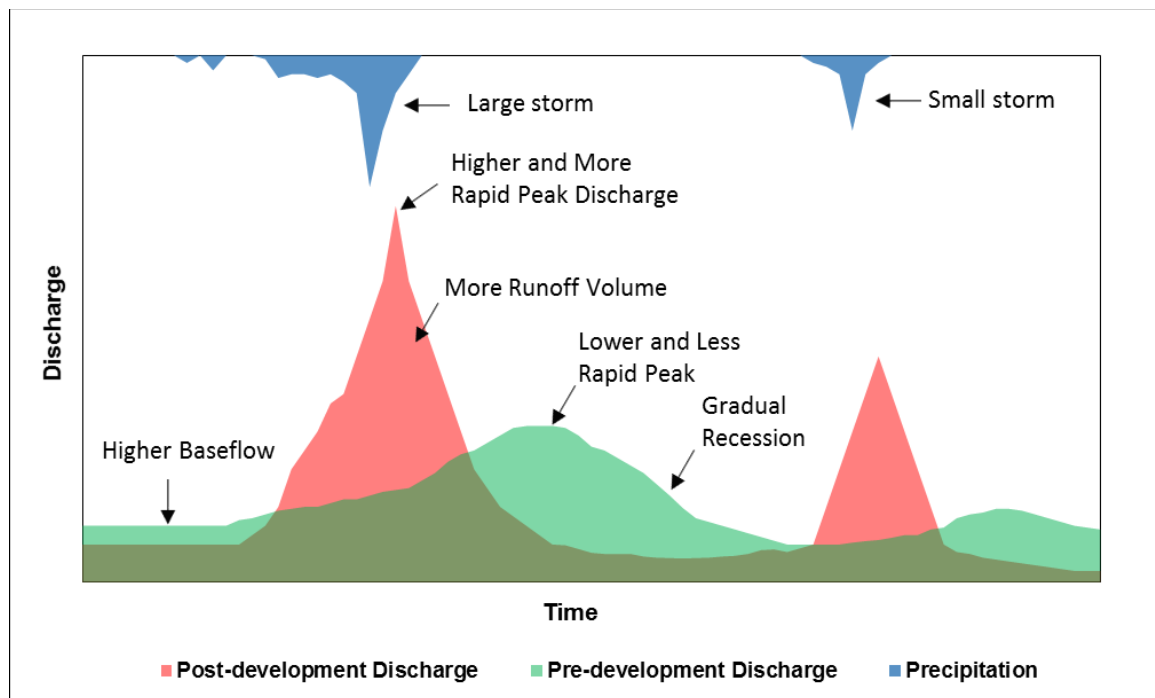 Large storm
Small storm
Higher and More
Rapid Peak Discharge
More Runoff Volume
Lower and Less
Rapid Peak
Gradual
Recession
Higher Baseflow
Discharge
Time
Post-development Discharge
Pre-development Discharge
Precipitation